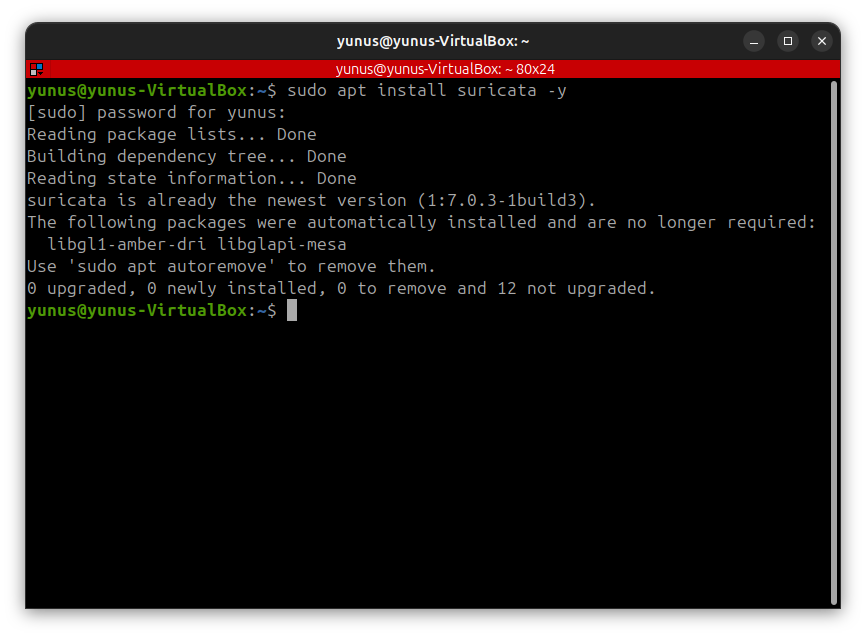 yunus@yunus-VirtualBox: ~
yunus@yunus-VirtualBox: ~ 80x24
yunus@yunus-VirtualBox:~$ sudo apt install suricata -y
[sudo] password for yunus:
Reading package lists... Done
Building dependency tree... Done
Reading state information... Done
suricata is already the newest version (1:7.0.3-1build3).
The following packages were automatically installed and are no longer required:
  libgl1-amber-dri libglapi-mesa
Use 'sudo apt autoremove' to remove them.
0 upgraded, 0 newly installed, 0 to remove and 12 not upgraded.
yunus@yunus-VirtualBox:~$